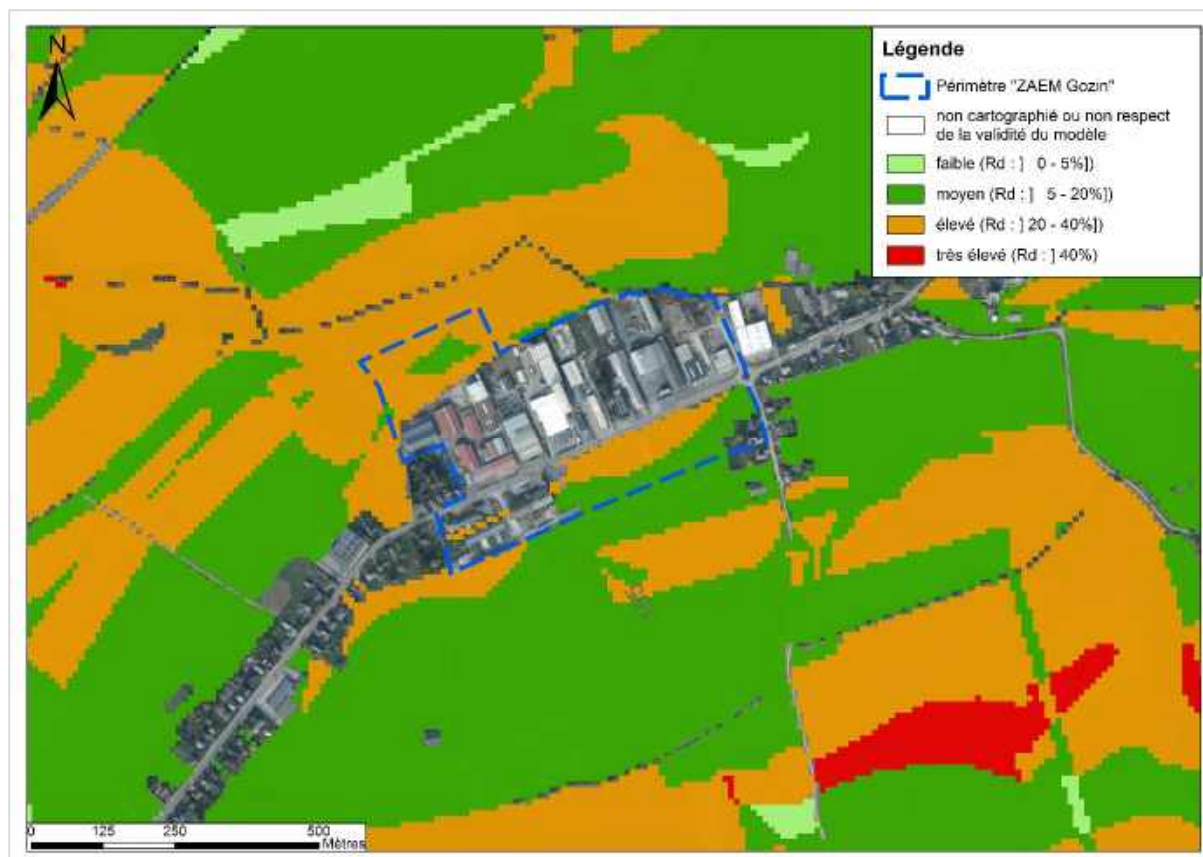 N
Légende
Périmètre "ZAEM Gozin"
non cartographié ou non respect
de la validité du modèle
faible (Rd : ] 0 - 5%])
moyen (Rd : ] 5 - 20%])
élevé (Rd : ] 20 - 40%])
très élevé (Rd : ] 40%)
0 125 250 500
Mètres